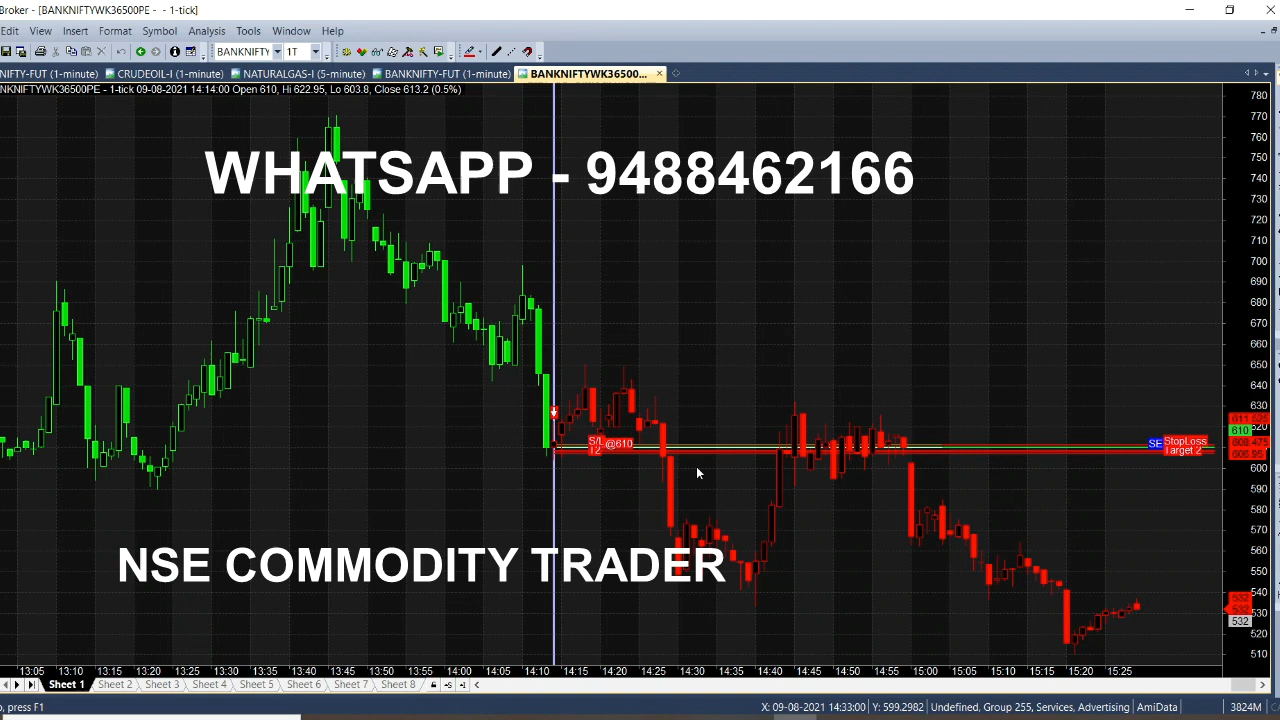 Broker - [BANKNIFTYWK36500PE - - 1-tick]
Edit View Insert Format Symbol Analysis Tools Window Help
BANKNIFTY 1T
NIFTY-FUT (1-minute) CRUDEOIL-I (1-minute) NATURALGAS-I (5-minute) BANKNIFTY-FUT (1-minute) BANKNIFTYWK36500...
NKNIFTYWK36500PE - 1-tick 09-08-2021 14:14:00 Open 610, Hi 622.95, Lo 603.8, Close 613.2 (0.5%)
780
770
760
WHATSAPP - 9488462166
750
740
730
720
710
700
690
680
670
660
650
640
630
620
610
S/L @610
T2
SE StopLoss
Target 2
608.475
606.95
600
590
580
570
NSE COMMODITY TRADER
560
550
540
532
530
532
520
510
13:05 13:10 13:15 13:20 13:25 13:30 13:35 13:40 13:45 13:50 13:55 14:00 14:05 14:10 14:15 14:20 14:25 14:30 14:35 14:40 14:45 14:50 14:55 15:00 15:05 15:10 15:15 15:20 15:25
Sheet 1 Sheet 2 Sheet 3 Sheet 4 Sheet 5 Sheet 6 Sheet 7 Sheet 8
, press F1 X: 09-08-2021 14:33:00 Y: 599.2982 Undefined, Group 255, Services, Advertising AmiData 3824M